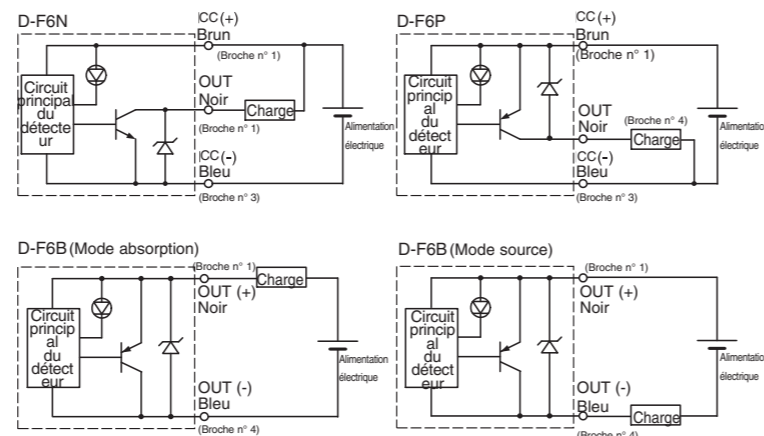 D-F6N
CC (+)
Brun
(Broche n° 1)
Circuit
principal
du
détecte
ur
OUT
Noir
Charge
(Broche n° 1)
Alimentation
électrique
CC (-)
Bleu
(Broche n° 3)
D-F6P
CC (+)
Brun
(Broche n° 1)
Circuit
princip
al
du
détect
eur
OUT
Noir
(Broche n° 4)
Charge
Alimentatio
électrique
CC(-)
Bleu
(Broche n° 3)
D-F6B (Mode absorption)
(Broche n° 1)
Charge
OUT (+)
Noir
Circuit
princip
al
du
détect
eur
Alimentation
électrique
OUT (-)
Bleu
(Broche n° 4)
D-F6B (Mode source)
(Broche n° 1)
OUT (+)
Noir
Circuit
princip
al
du
détect
eur
Alimentatio
électrique
OUT (-)
Bleu
Charge
(Broche n° 4)